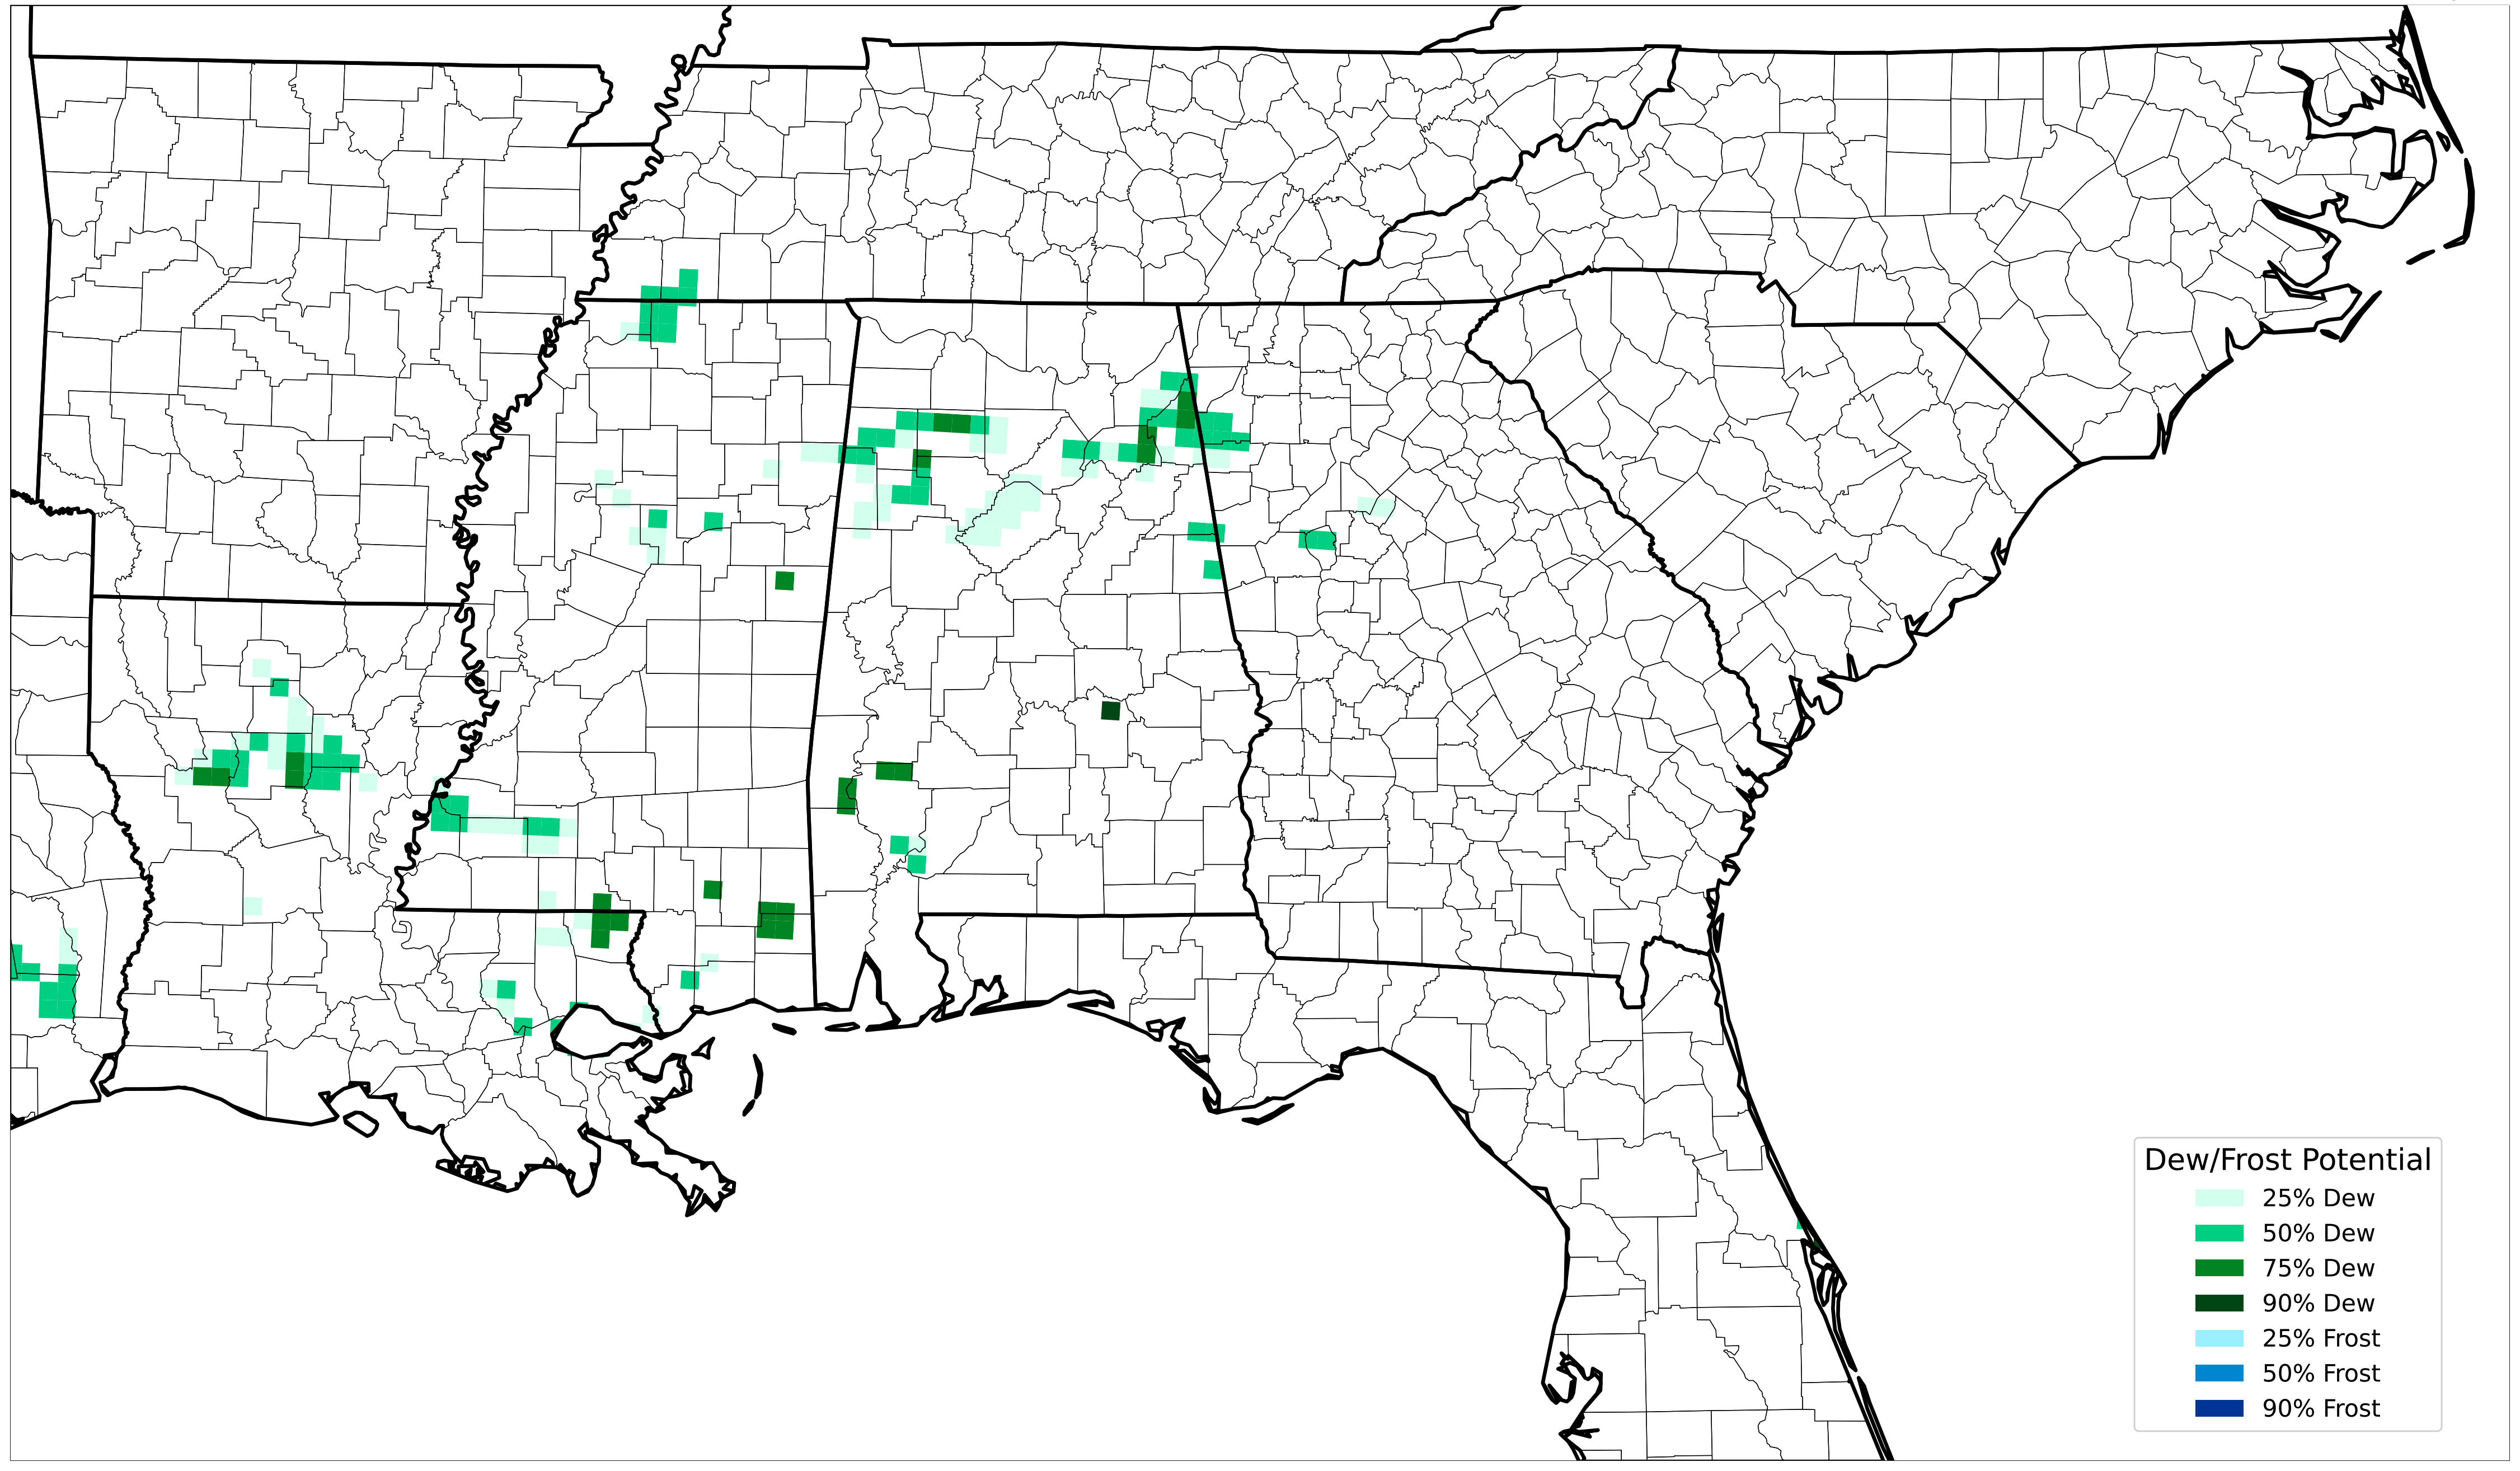 Dew/Frost Potential
25% Dew
50% Dew
75% Dew
90% Dew
25% Frost
50% Frost
90% Frost